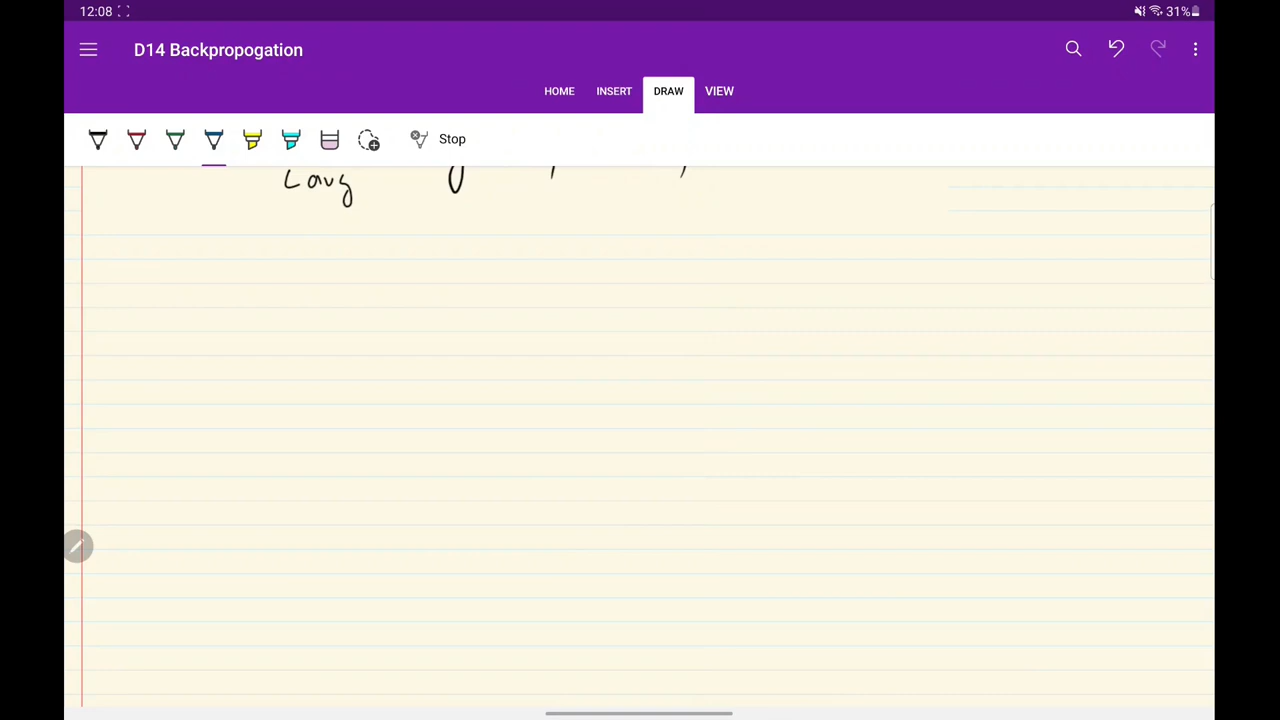 12:08 31%
D14 Backpropogation
HOME INSERT DRAW VIEW
Stop
Lavg